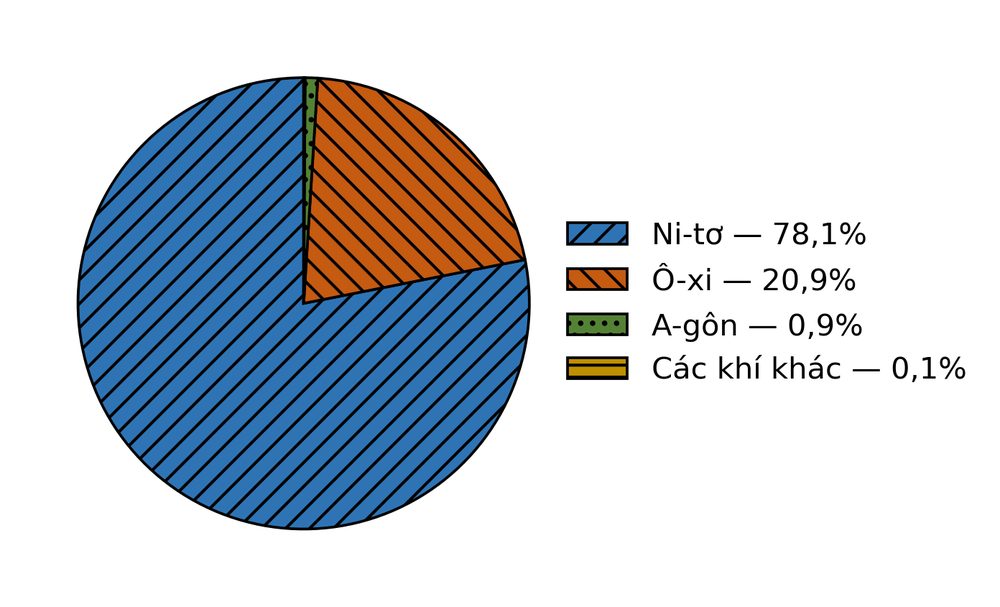 Ni-tơ — 78,1%
Ô-xi — 20,9%
A-gôn — 0,9%
Các khí khác — 0,1%